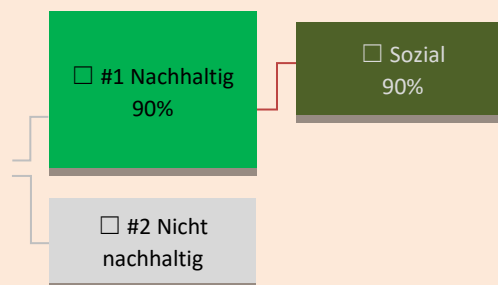 ☐ #1 Nachhaltig
90%
☐ Sozial
90%
☐ #2 Nicht
nachhaltig